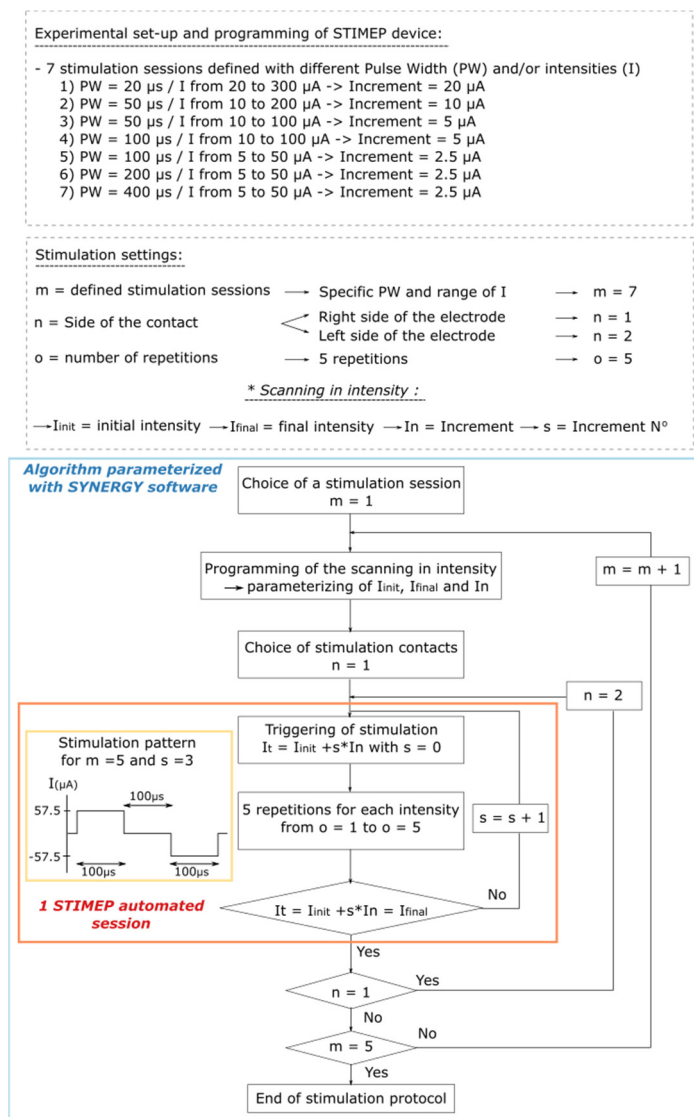 Experimental set-up and programming of STIMEP device:
- 7 stimulation sessions defined with different Pulse Width (PW) and/or intensities (I)
1) PW = 20 µs / I from 20 to 300 µA -> Increment = 20 µA
2) PW = 50 µs / I from 10 to 200 µA -> Increment = 10 µA
3) PW = 50 µs / I from 10 to 100 µA -> Increment = 5 µA
4) PW = 100 µs / I from 10 to 100 µA -> Increment = 5 µA
5) PW = 100 µs / I from 5 to 50 µA -> Increment = 2.5 µA
6) PW = 200 µs / I from 5 to 50 µA -> Increment = 2.5 µA
7) PW = 400 µs / I from 5 to 50 µA -> Increment = 2.5 µA
Stimulation settings:
m = defined stimulation sessions → Specific PW and range of I → m = 7
n = Side of the contact
Right side of the electrode → n = 1
Left side of the electrode → n = 2
o = number of repetitions → 5 repetitions → o = 5
* Scanning in intensity :
→Iinit = initial intensity →Ifinal = final intensity →In = Increment → s = Increment N°
Algorithm parameterized
with SYNERGY software
Choice of a stimulation session
m = 1
Programming of the scanning in intensity
→ parameterizing of Iinit, Ifinal and In
m = m + 1
Choice of stimulation contacts
n = 1
n = 2
Triggering of stimulation
It = Iinit +s*In with s = 0
Stimulation pattern
for m =5 and s =3
I(µA)
57.5
-57.5
100µs
100µs
100µs
5 repetitions for each intensity
from o = 1 to o = 5
s = s + 1
1 STIMEP automated
session
It = Iinit +s*In = Ifinal
No
Yes
n = 1
Yes
No
m = 5
No
Yes
End of stimulation protocol